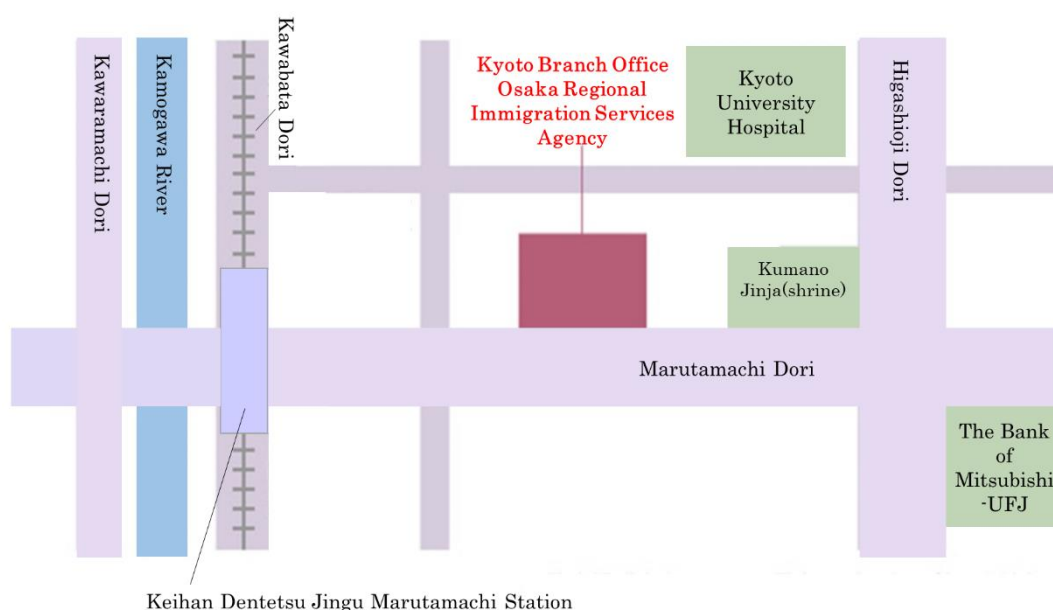 Kawaramachi Dori
Kamogawa River
Kawabata Dori
Kyoto Branch Office
Osaka Regional
Immigration Services
Agency
Kyoto
University
Hospital
Higashioji Dori
Kumano
Jinja(shrine)
Marutamachi Dori
The Bank
of
Mitsubishi
-UFJ
Keihan Dentetsu Jingu Marutamachi Station